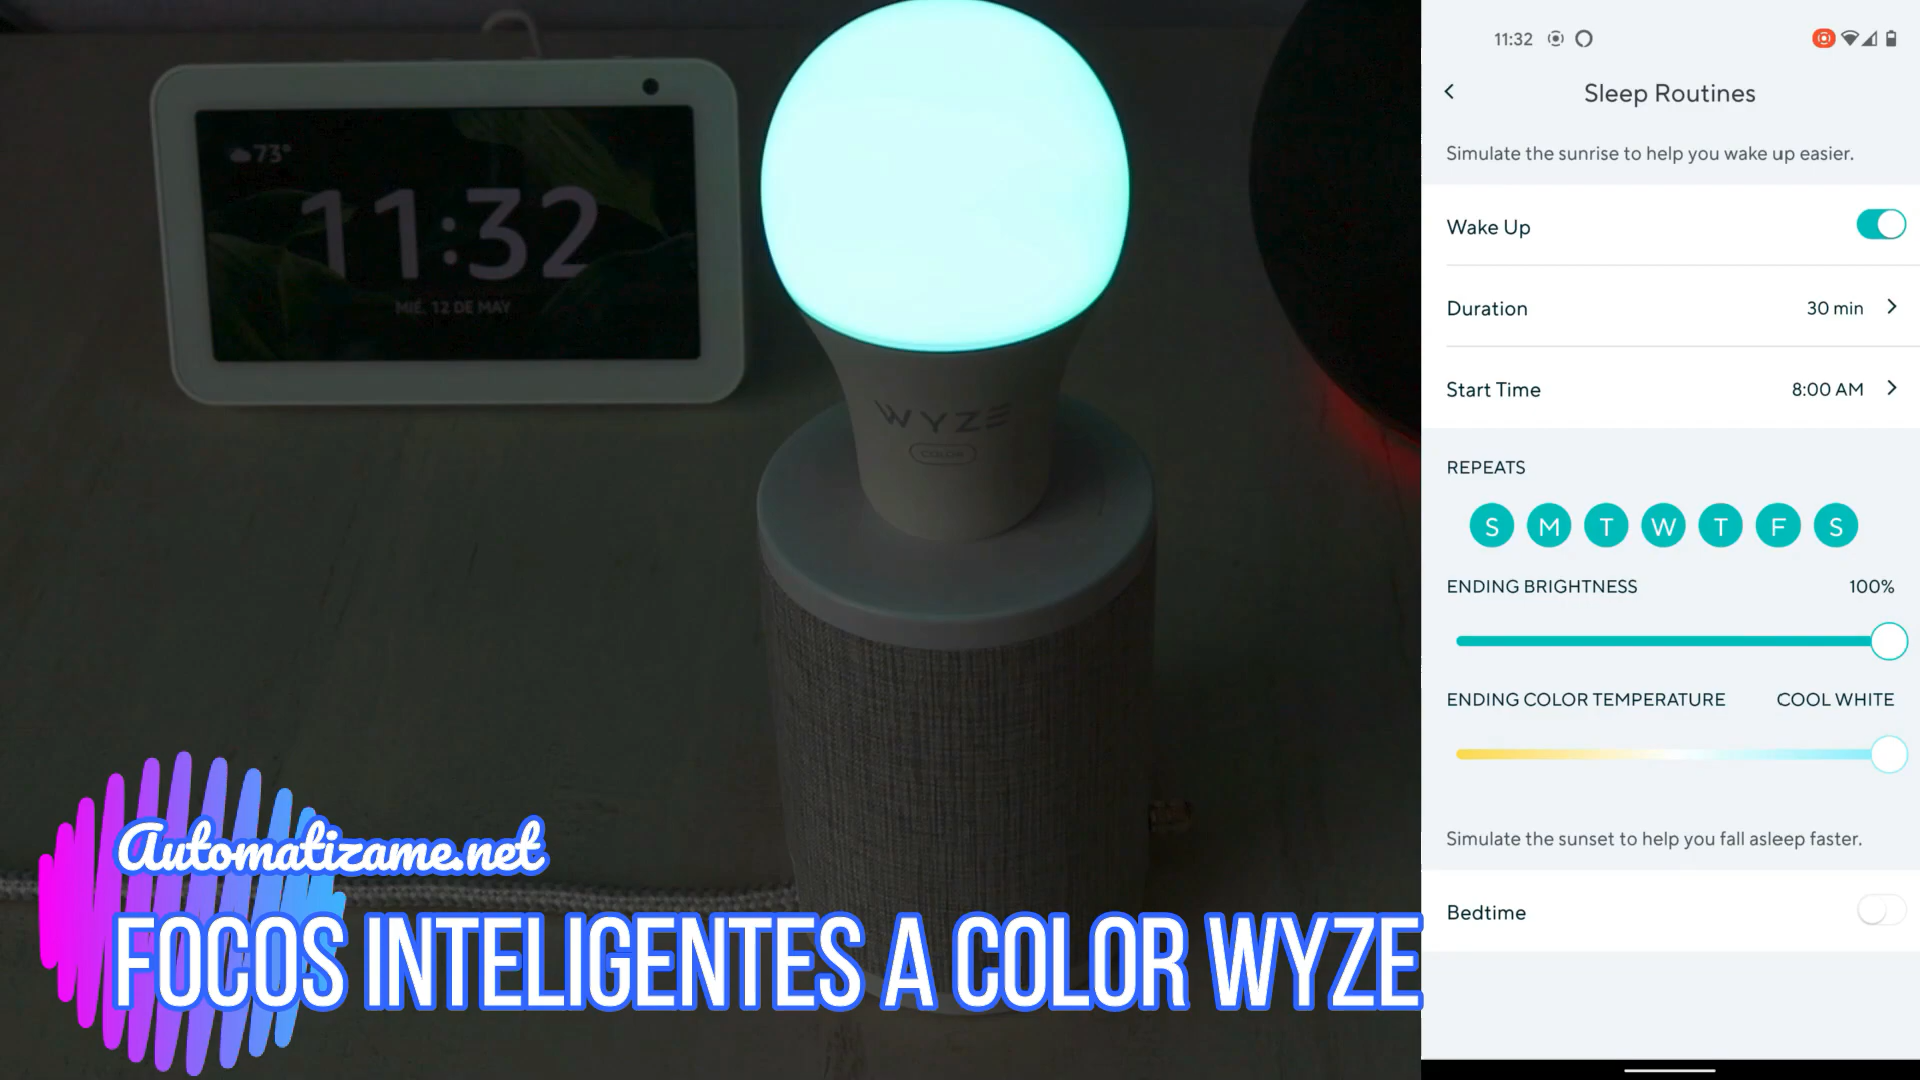 73°
11:32
MIÉ. 12 DE MAY
WYZE
COLOR
Automatizame.net
FOCOS INTELIGENTES A COLOR WYZE
11:32
Sleep Routines
Simulate the sunrise to help you wake up easier.
Wake Up
Duration 30 min
Start Time 8:00 AM
REPEATS
S M T W T F S
ENDING BRIGHTNESS 100%
ENDING COLOR TEMPERATURE COOL WHITE
Simulate the sunset to help you fall asleep faster.
Bedtime